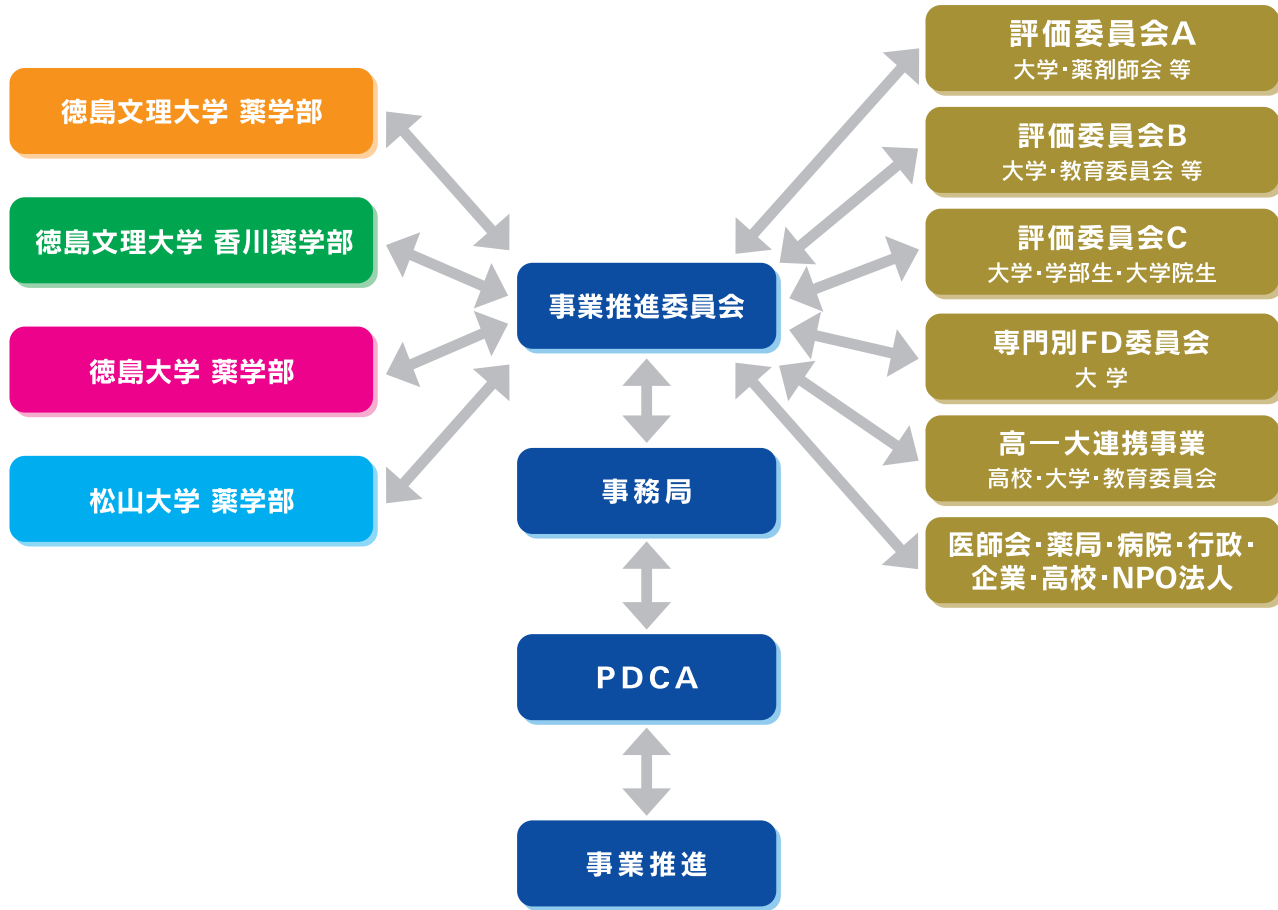 徳島文理大学 薬学部
徳島文理大学 香川薬学部
徳島大学 薬学部
松山大学 薬学部
事業推進委員会
事務局
PDCA
事業推進
評価委員会A
大学・薬剤師会 等
評価委員会B
大学・教育委員会 等
評価委員会C
大学・学部生・大学院生
専門別FD委員会
大 学
高―大連携事業
高校・大学・教育委員会
医師会・薬局・病院・行政・
企業・高校・NPO法人